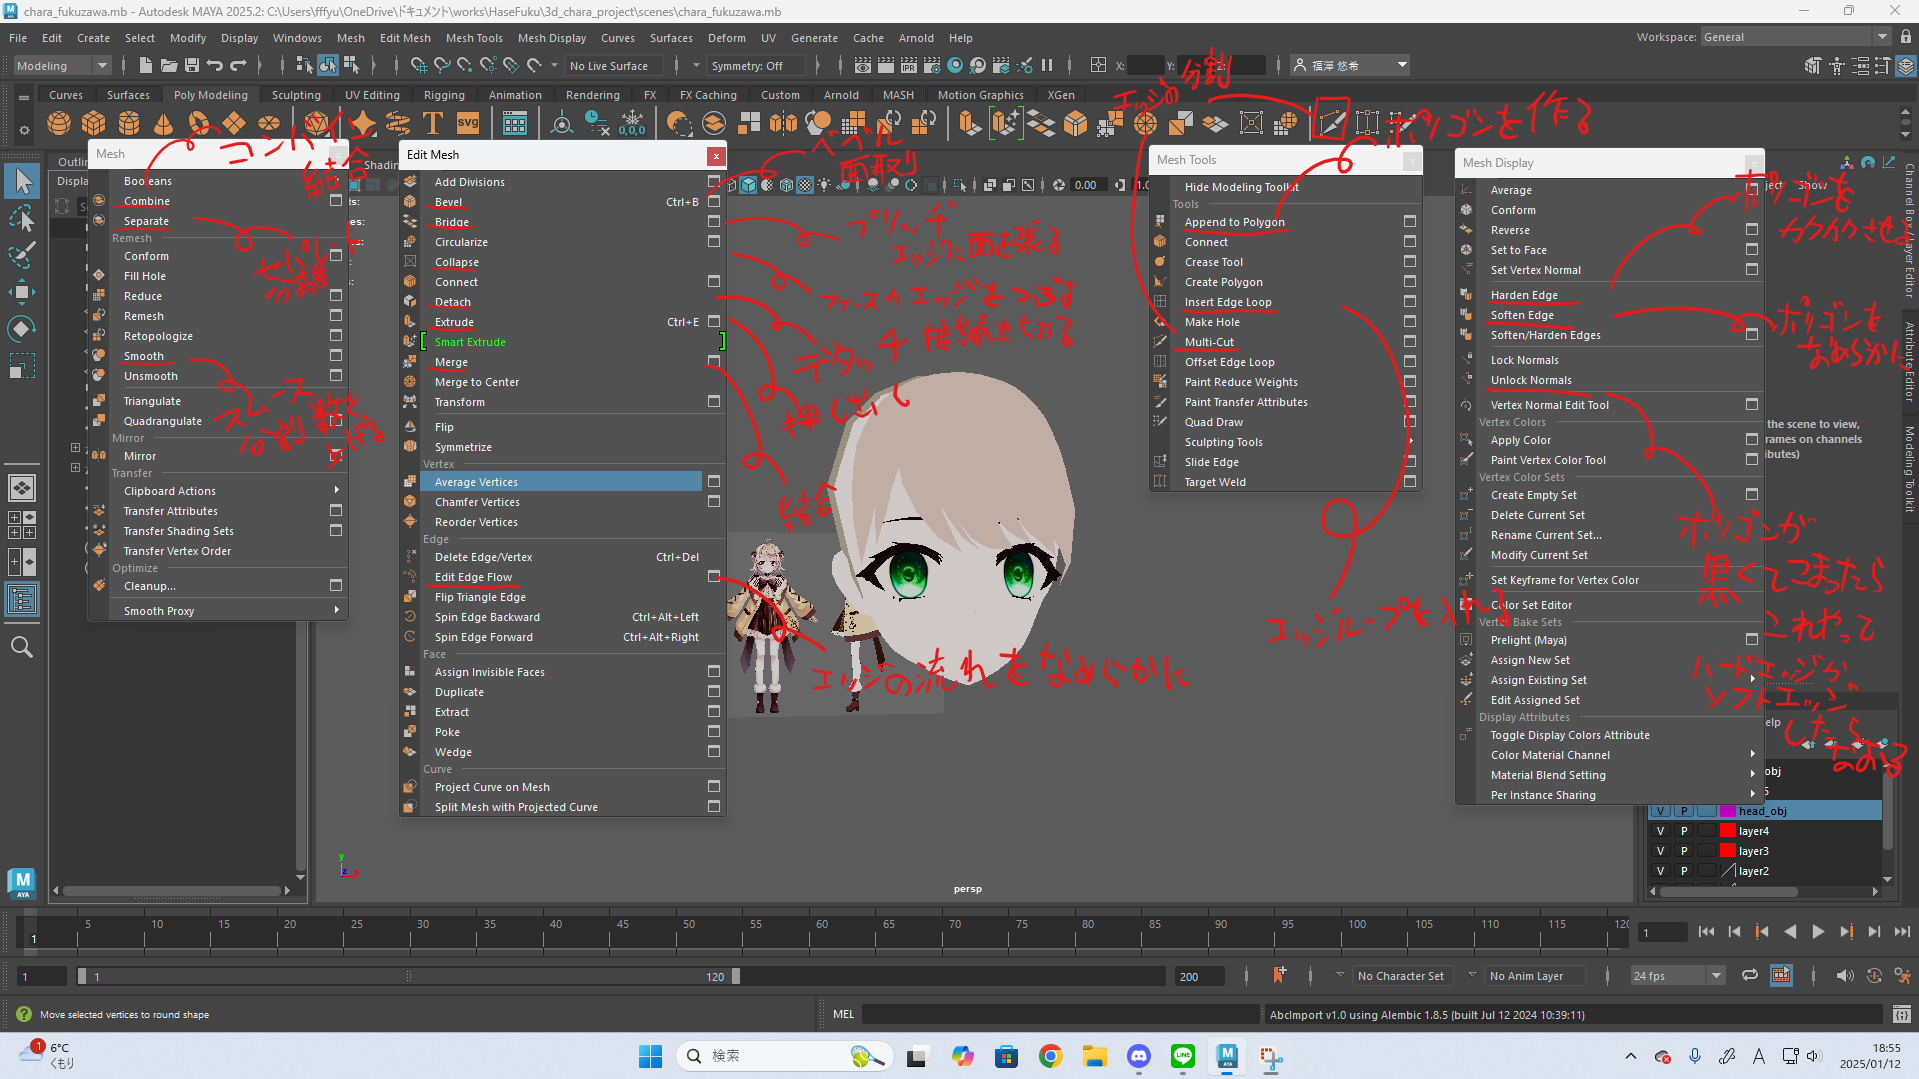 chara_fukuzawa.mb - Autodesk MAYA 2025.2: C:\Users\fffyu\OneDrive\ドキュメント\works\HaseFuku\3d_chara_project\scenes\chara_fukuzawa.mb
File Edit Create Select Modify Display Windows Mesh Edit Mesh Mesh Tools Mesh Display Curves Surfaces Deform UV Generate Cache Arnold Help
Workspace: General
Modeling
No Live Surface
Symmetry: Off
X:
Y:
福澤 悠希
Curves Surfaces Poly Modeling Sculpting UV Editing Rigging Animation Rendering FX FX Caching Custom Arnold MASH Motion Graphics XGen
エッジの分割
ポリゴンを作る
Mesh
Booleans
Combine
Separate
Remesh
Conform
Fill Hole
Reduce
Remesh
Retopologize
Smooth
Unsmooth
Triangulate
Quadrangulate
Mirror
Mirror
Transfer
Clipboard Actions
Transfer Attributes
Transfer Shading Sets
Transfer Vertex Order
Optimize
Cleanup...
Smooth Proxy
コンバイン
結合
セパレート
分離
スムース
分割数を
上げる
Edit Mesh
Add Divisions
Bevel Ctrl+B
Bridge
Circularize
Collapse
Connect
Detach
Extrude Ctrl+E
Smart Extrude
Merge
Merge to Center
Transform
Flip
Symmetrize
Vertex
Average Vertices
Chamfer Vertices
Reorder Vertices
Edge
Delete Edge/Vertex Ctrl+Del
Edit Edge Flow
Flip Triangle Edge
Spin Edge Backward Ctrl+Alt+Left
Spin Edge Forward Ctrl+Alt+Right
Face
Assign Invisible Faces
Duplicate
Extract
Poke
Wedge
Curve
Project Curve on Mesh
Split Mesh with Projected Curve
ベベル
面取り
ブリッヂ
エッジに面を張る
フェースかエッジをつぶす
デタッチ 接続を切る
押し出し
結合
エッジの流れをなめらかに
Mesh Tools
Hide Modeling Toolkit
Tools
Append to Polygon
Connect
Crease Tool
Create Polygon
Insert Edge Loop
Make Hole
Multi-Cut
Offset Edge Loop
Paint Reduce Weights
Paint Transfer Attributes
Quad Draw
Sculpting Tools
Slide Edge
Target Weld
エッジループを入れる
Mesh Display
Average
Conform
Reverse
Set to Face
Set Vertex Normal
Harden Edge
Soften Edge
Soften/Harden Edges
Lock Normals
Unlock Normals
Vertex Normal Edit Tool
Vertex Colors
Apply Color
Paint Vertex Color Tool
Vertex Color Sets
Create Empty Set
Delete Current Set
Rename Current Set...
Modify Current Set
Set Keyframe for Vertex Color
Color Set Editor
Vertex Bake Sets
Prelight (Maya)
Assign New Set
Assign Existing Set
Edit Assigned Set
Display Attributes
Toggle Display Colors Attribute
Color Material Channel
Material Blend Setting
Per Instance Sharing
ポリゴンを
カクカクさせる
ポリゴンを
なめらかに
ポリゴンが
黒くてこまったら
これやって
ハードエッジか
ソフトエッジ
したら
なおる
Show
Channel Box / Layer Editor
Attribute Editor
Modeling Toolkit
the scene to view,
rames on channels
ibutes)
head_obj
V P layer4
V P layer3
V P layer2
persp
0.00
5 10 15 20 25 30 35 40 45 50 55 60 65 70 75 80 85 90 95 100 105 110 115 120
1
1
1 1 120 200
No Character Set
No Anim Layer
24 fps
Move selected vertices to round shape
MEL
AbcImport v1.0 using Alembic 1.8.5 (built Jul 12 2024 10:39:11)
1
6°C
くもり
検索
18:55
2025/01/12